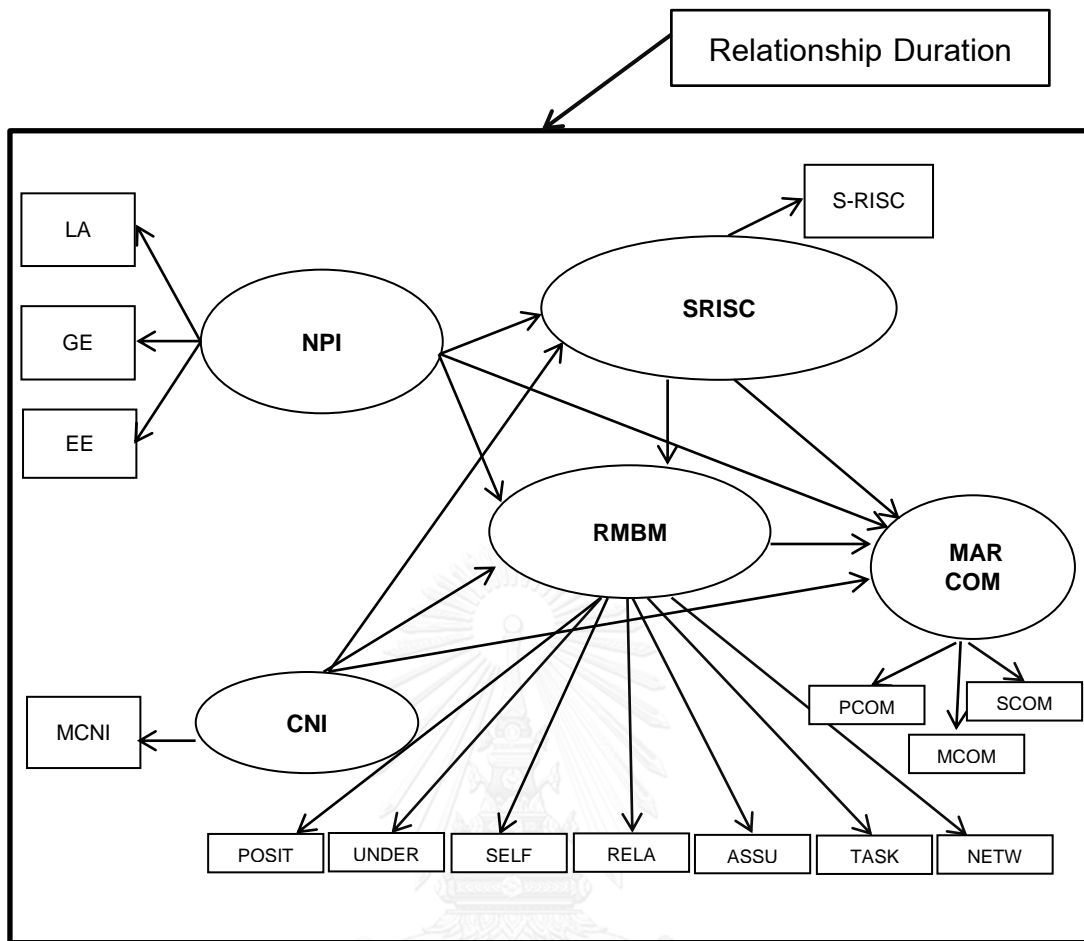 Relationship Duration
S-RISC
LA
SRISC
GE
NPI
EE
RMBM
MAR
COM
MCNI
CNI
PCOM
SCOM
MCOM
POSIT
UNDER
SELF
RELA
ASSU
TASK
NETW